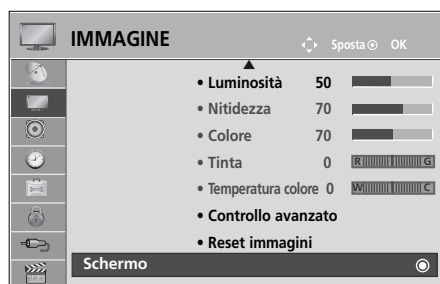 IMMAGINE
Sposta OK
• Luminosità 50
• Nitidezza 70
• Colore 70
• Tinta 0 R G
• Temperatura colore 0 W C
• Controllo avanzato
• Reset immagini
Schermo